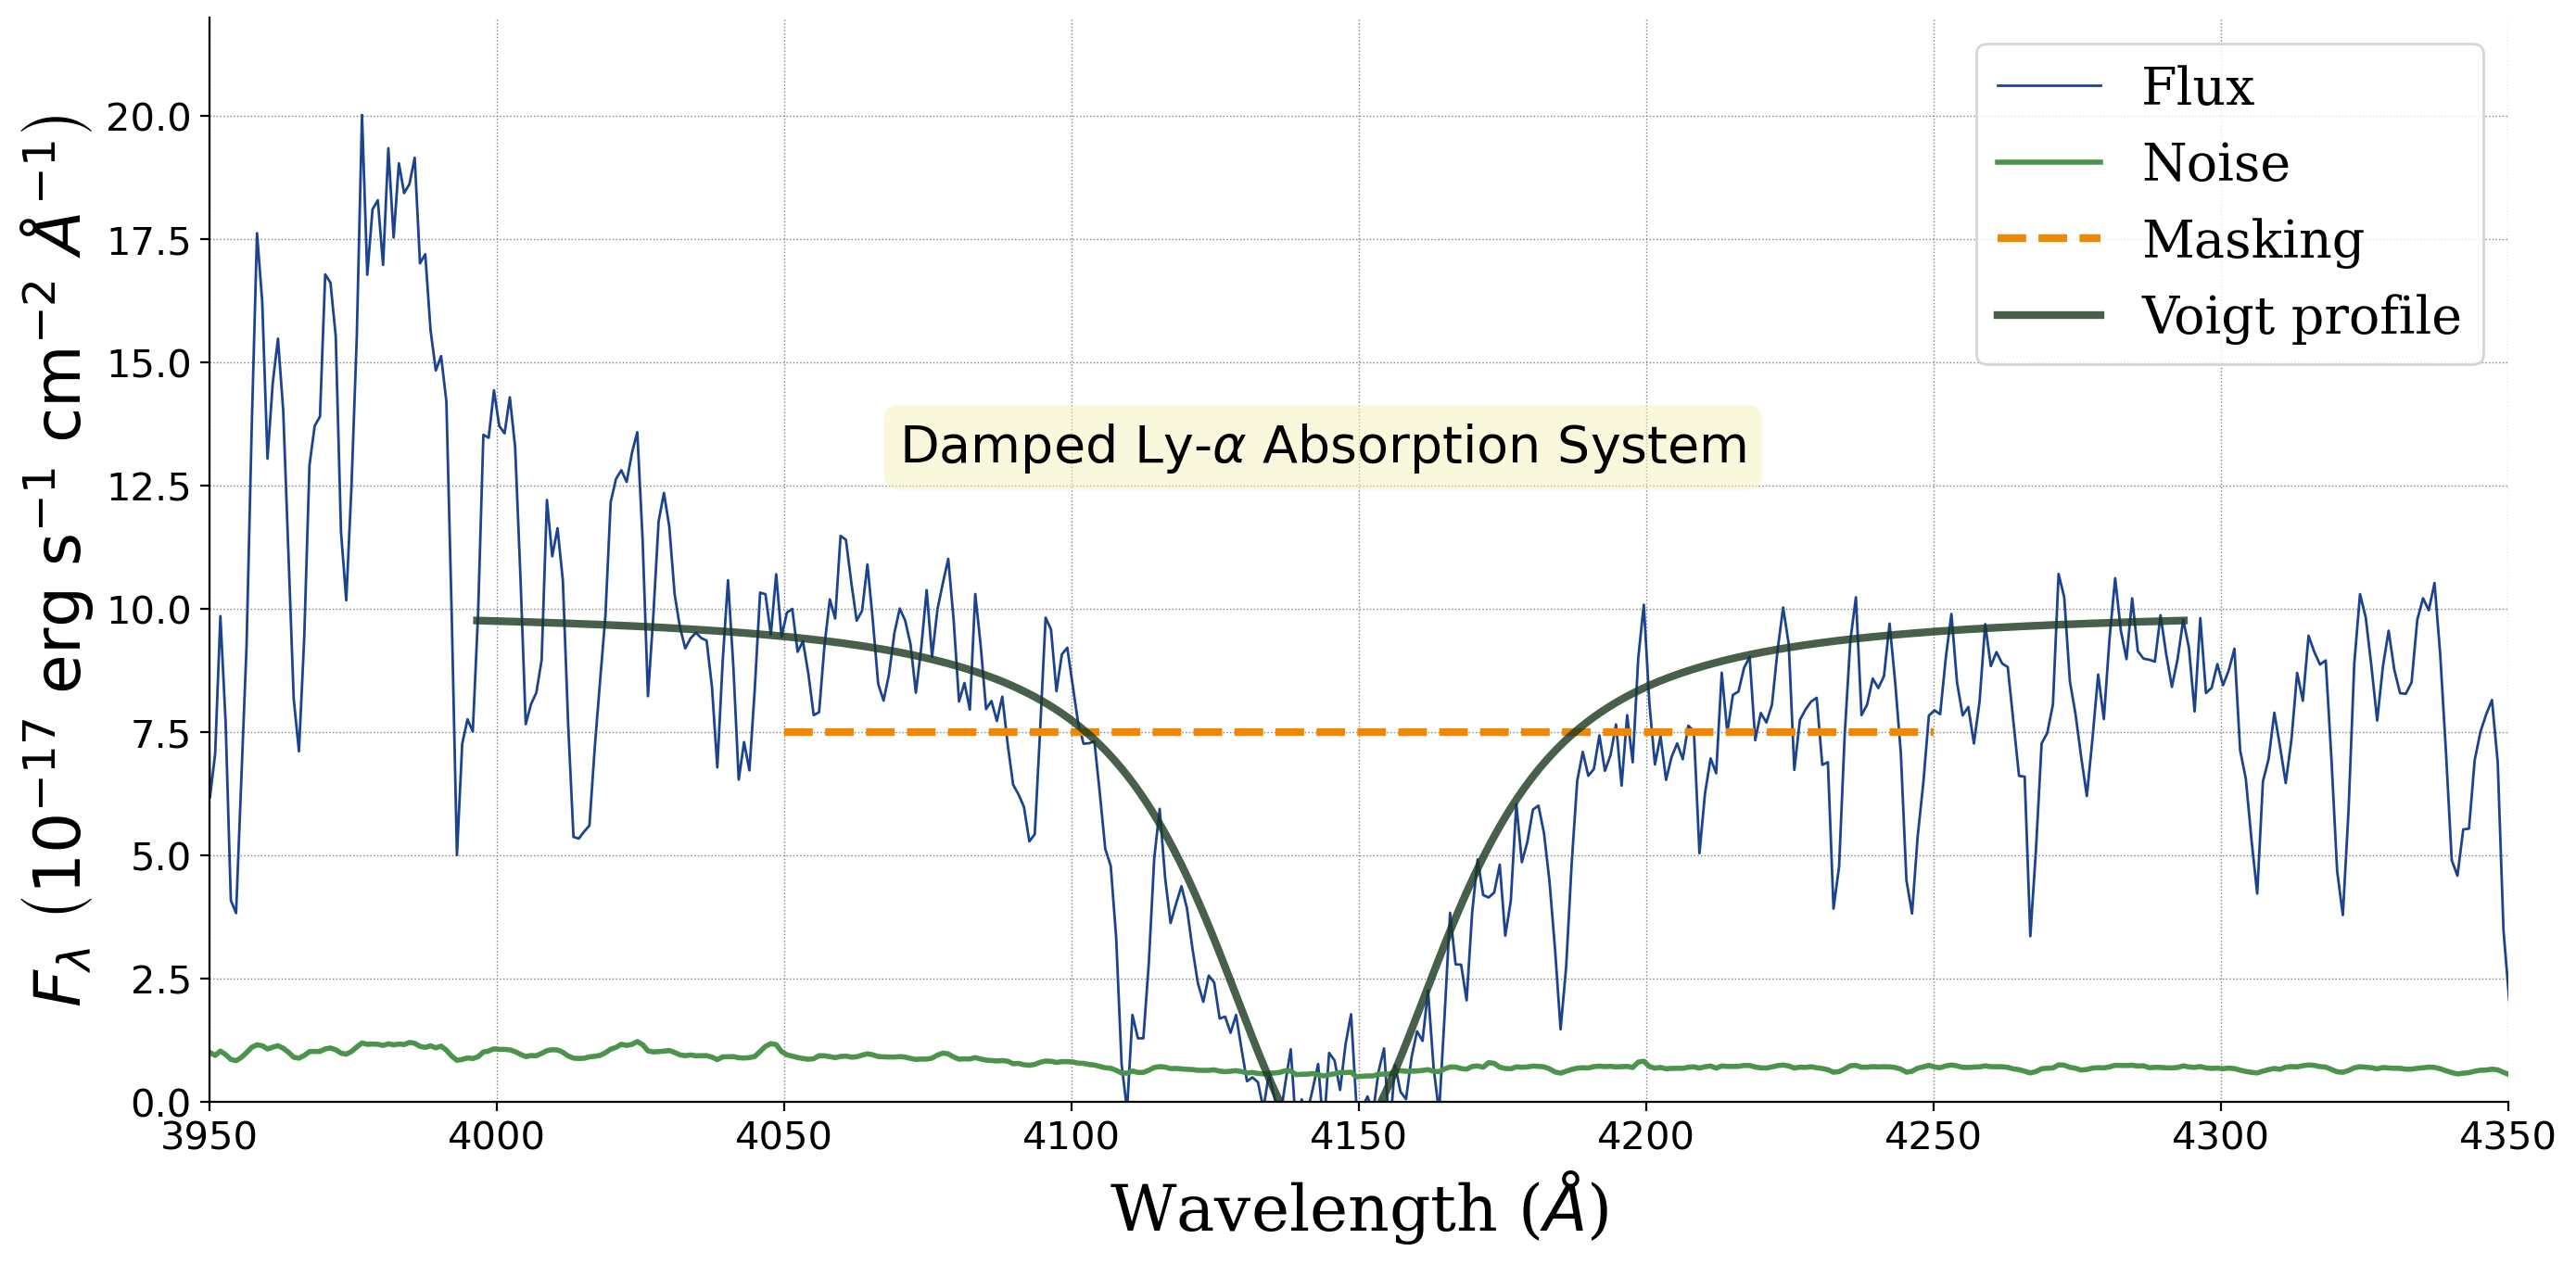 Flux
Noise
Masking
Voigt profile
Damped Ly-α Absorption System
F_λ (10⁻¹⁷ erg s⁻¹ cm⁻² Å⁻¹)
20.0
17.5
15.0
12.5
10.0
7.5
5.0
2.5
0.0
3950 4000 4050 4100 4150 4200 4250 4300 4350
Wavelength (Å)